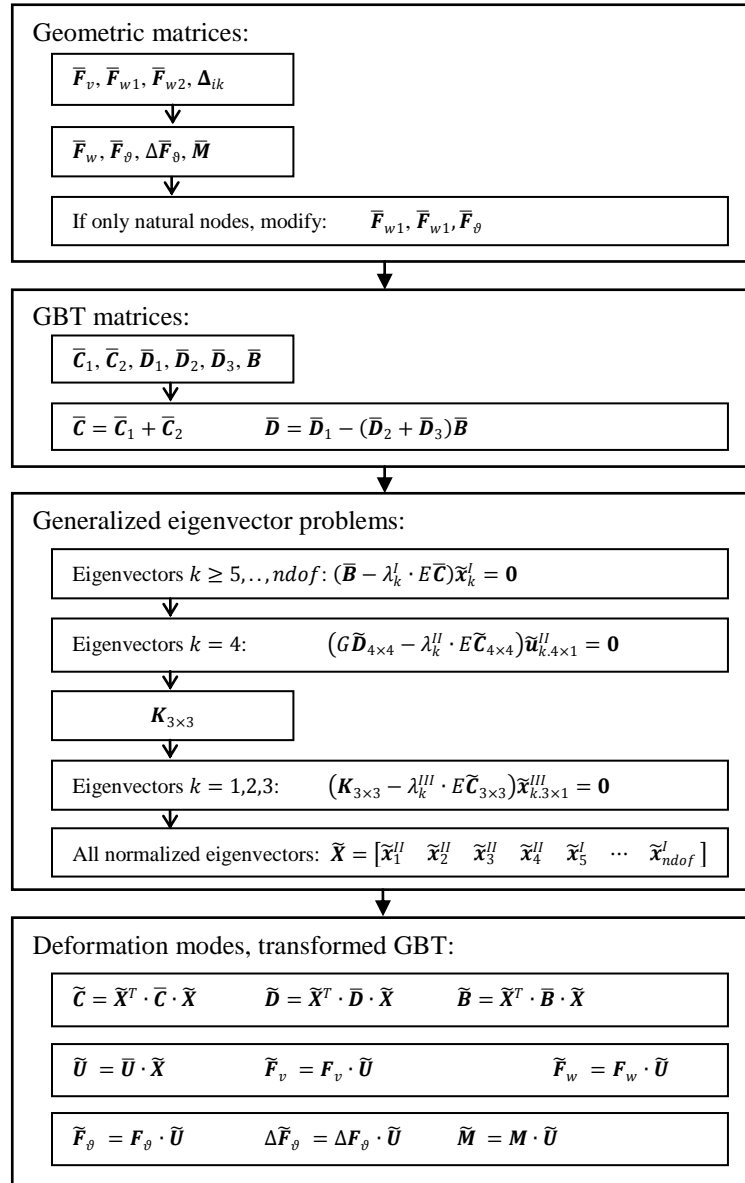 Geometric matrices:
F̅_v, F̅_w1, F̅_w2, Δ_ik
F̅_w, F̅_ϑ, ΔF̅_ϑ, M̅
If only natural nodes, modify: F̅_w1, F̅_w1, F̅_ϑ
GBT matrices:
C̅_1, C̅_2, D̅_1, D̅_2, D̅_3, B̅
C̅ = C̅_1 + C̅_2 D̅ = D̅_1 − (D̅_2 + D̅_3)B̅
Generalized eigenvector problems:
Eigenvectors k ≥ 5,..,ndof: (B̅ − λ_k^I · EC̅)x̃_k^I = 0
Eigenvectors k = 4: (GD̃_4×4 − λ_k^II · EC̃_4×4)ũ_k.4×1^II = 0
K_3×3
Eigenvectors k = 1,2,3: (K_3×3 − λ_k^III · EC̃_3×3)x̃_k.3×1^III = 0
All normalized eigenvectors: X̃ = [x̃_1^II x̃_2^II x̃_3^II x̃_4^II x̃_5^I ⋯ x̃_ndof^I]
Deformation modes, transformed GBT:
C̃ = X̃^T · C̅ · X̃ D̃ = X̃^T · D̅ · X̃ B̃ = X̃^T · B̅ · X̃
Ũ = U̅ · X̃ F̃_v = F_v · Ũ F̃_w = F_w · Ũ
F̃_ϑ = F_ϑ · Ũ ΔF̃_ϑ = ΔF_ϑ · Ũ M̃ = M · Ũ